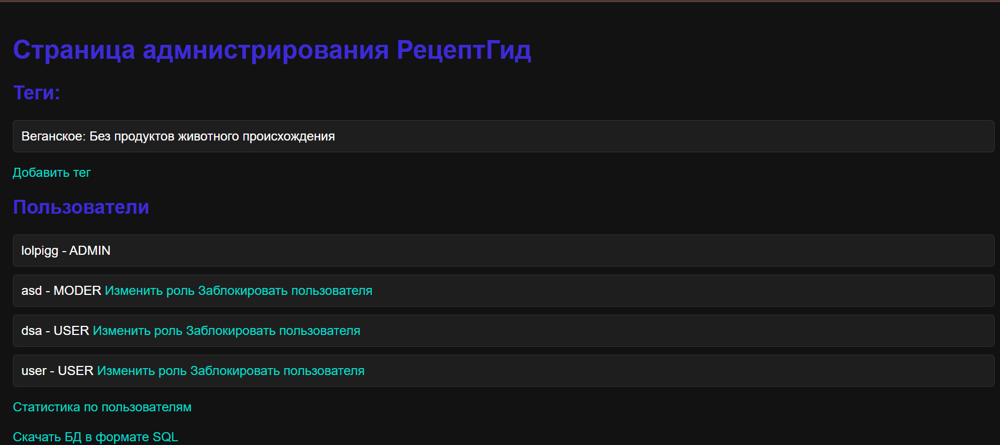 Страница адмнистрирования РецептГид
Теги:
Веганское: Без продуктов животного происхождения
Добавить тег
Пользователи
lolpigg - ADMIN
asd - MODER Изменить роль Заблокировать пользователя
dsa - USER Изменить роль Заблокировать пользователя
user - USER Изменить роль Заблокировать пользователя
Статистика по пользователям
Скачать БД в формате SQL